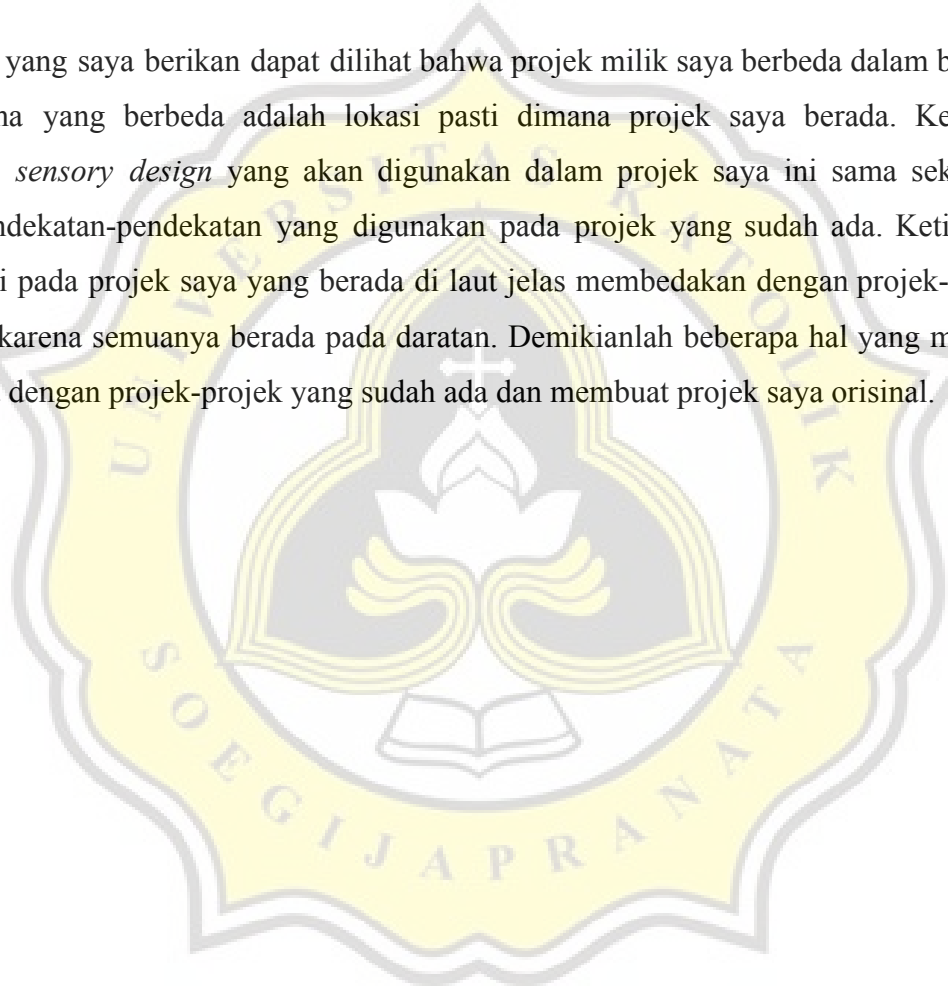 yang saya berikan dapat dilihat bahwa projek milik saya berbeda dalam b
na yang berbeda adalah lokasi pasti dimana projek saya berada. Ke
sensory design yang akan digunakan dalam projek saya ini sama sek
ndekatan-pendekatan yang digunakan pada projek yang sudah ada. Keti
i pada projek saya yang berada di laut jelas membedakan dengan projek-
karena semuanya berada pada daratan. Demikianlah beberapa hal yang m
dengan projek-projek yang sudah ada dan membuat projek saya orisinal.
UNIVERSITAS KATOLIK
SOEGIJAPRANATA